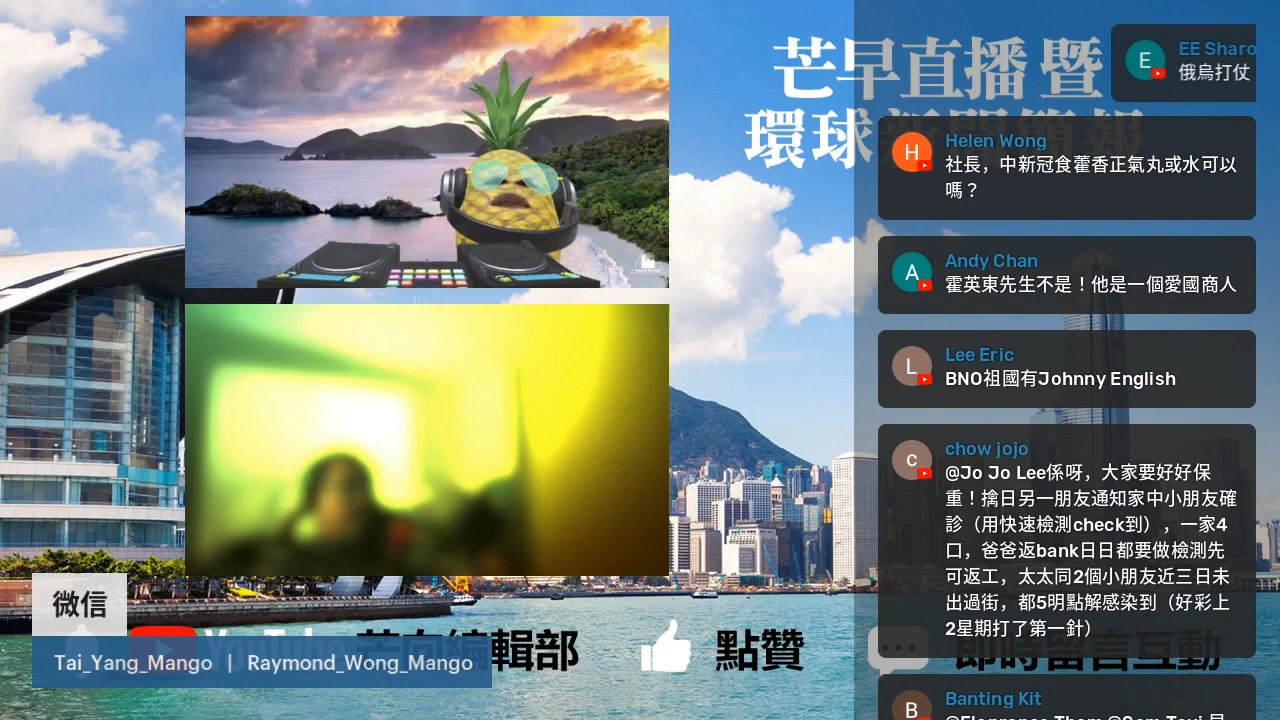 芒早直播 暨
環球新聞簡報
EE Sharo
俄烏打仗
Helen Wong
社長，中新冠食藿香正氣丸或水可以
嗎？
Andy Chan
霍英東先生不是！他是一個愛國商人
Lee Eric
BNO祖國有Johnny English
chow jojo
@Jo Jo Lee係呀，大家要好好保
重！擒日另一朋友通知家中小朋友確
診（用快速檢測check到），一家4
口，爸爸返bank日日都要做檢測先
可返工，太太同2個小朋友近三日未
出過街，都5明點解感染到（好彩上
2星期打了第一針）
Banting Kit
微信
Tai_Yang_Mango | Raymond_Wong_Mango
YouTube 芒向編輯部
點贊
即時留言互動